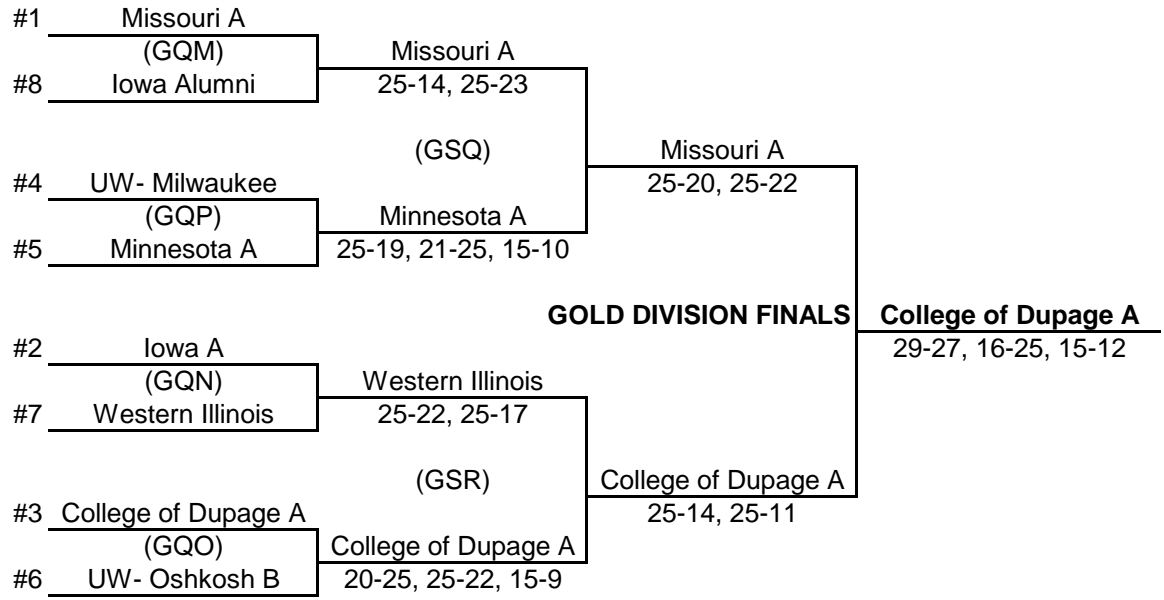 #1 Missouri A
(GQM) Missouri A
#8 Iowa Alumni 25-14, 25-23
(GSQ) Missouri A
#4 UW- Milwaukee 25-20, 25-22
(GQP) Minnesota A
#5 Minnesota A 25-19, 21-25, 15-10
GOLD DIVISION FINALS College of Dupage A
#2 Iowa A 29-27, 16-25, 15-12
(GQN) Western Illinois
#7 Western Illinois 25-22, 25-17
(GSR) College of Dupage A
#3 College of Dupage A 25-14, 25-11
(GQO) College of Dupage A
#6 UW- Oshkosh B 20-25, 25-22, 15-9